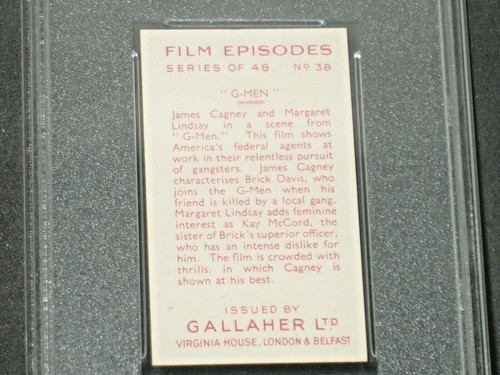 FILM EPISODES
SERIES OF 48. No 38
"G-MEN"
(WARNER)
James Cagney and Margaret
Lindsay in a scene from
"G-Men." This film shows
America's federal agents at
work in their relentless pursuit
of gangsters. James Cagney
characterises Brick Davis, who
joins the G-Men when his
friend is killed by a local gang.
Margaret Lindsay adds feminine
interest as Kay McCord, the
sister of Brick's superior officer,
who has an intense dislike for
him. The film is crowded with
thrills, in which Cagney is
shown at his best.
ISSUED BY
GALLAHER LTD
VIRGINIA HOUSE, LONDON & BELFAST